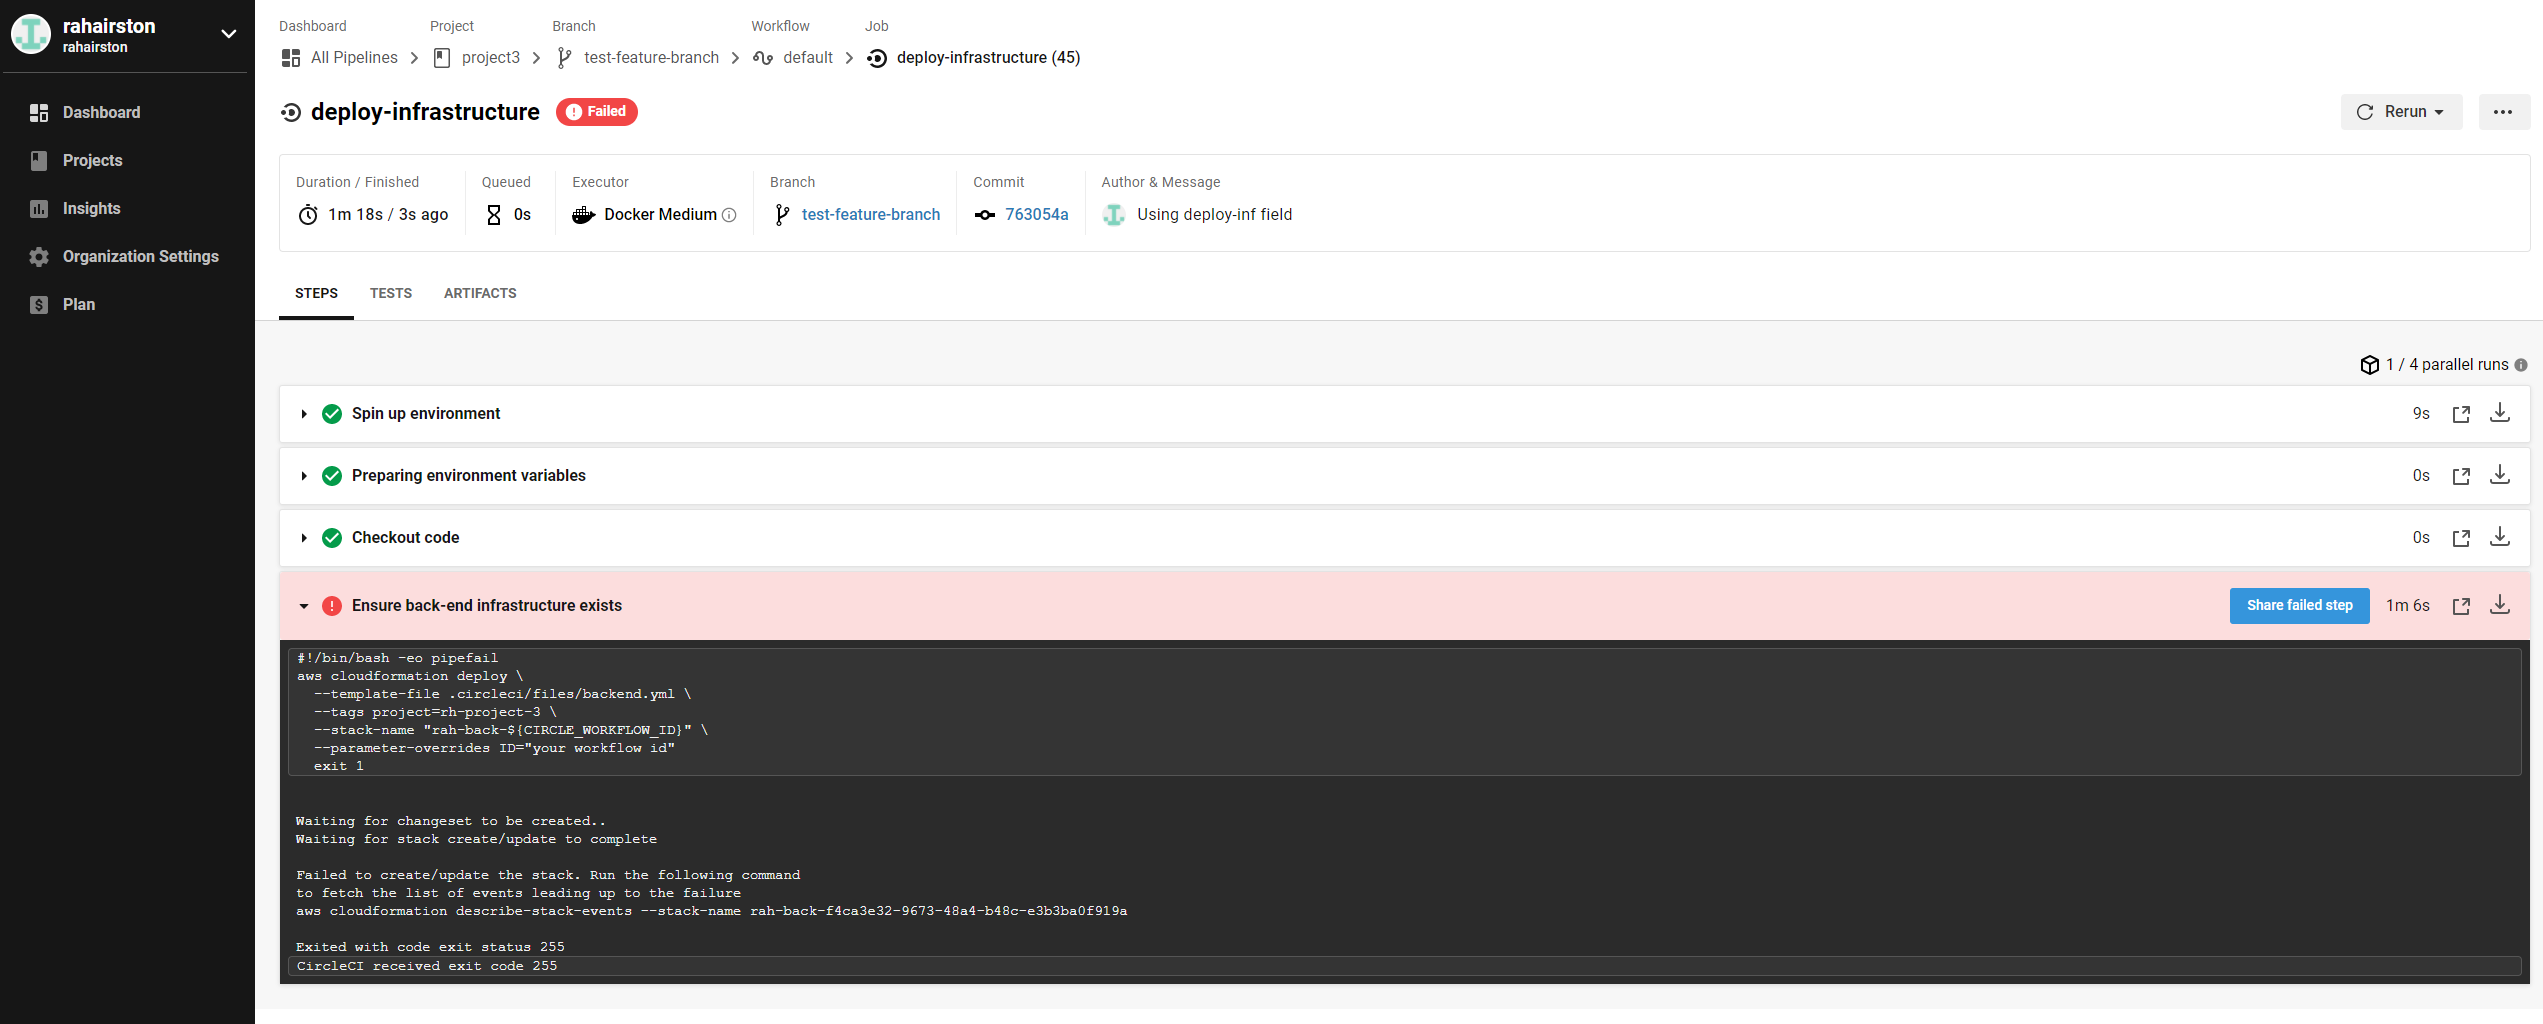 rahairston
rahairston
Dashboard
Projects
Insights
Organization Settings
Plan
Dashboard Project Branch Workflow Job
All Pipelines project3 test-feature-branch default deploy-infrastructure (45)
deploy-infrastructure Failed
Rerun
Duration / Finished Queued Executor Branch Commit Author & Message
1m 18s / 3s ago 0s Docker Medium test-feature-branch 763054a Using deploy-inf field
STEPS TESTS ARTIFACTS
1 / 4 parallel runs
Spin up environment 9s
Preparing environment variables 0s
Checkout code 0s
Ensure back-end infrastructure exists Share failed step 1m 6s
#!/bin/bash -eo pipefail
aws cloudformation deploy \
--template-file .circleci/files/backend.yml \
--tags project=rh-project-3 \
--stack-name "rah-back-${CIRCLE_WORKFLOW_ID}" \
--parameter-overrides ID="your workflow id"
exit 1
Waiting for changeset to be created..
Waiting for stack create/update to complete
Failed to create/update the stack. Run the following command
to fetch the list of events leading up to the failure
aws cloudformation describe-stack-events --stack-name rah-back-f4ca3e32-9673-48a4-b48c-e3b3ba0f919a
Exited with code exit status 255
CircleCI received exit code 255